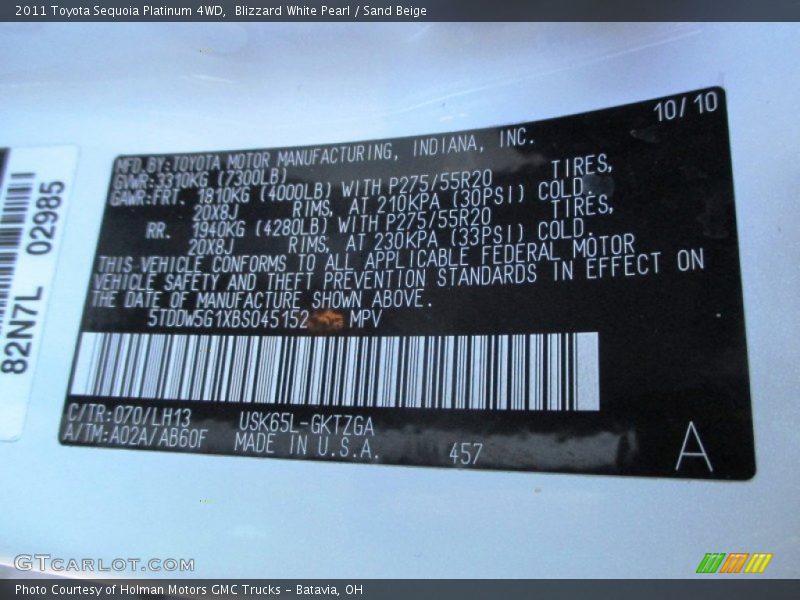 2011 Toyota Sequoia Platinum 4WD,  Blizzard White Pearl / Sand Beige
10/10
MFD.BY:TOYOTA MOTOR MANUFACTURING, INDIANA, INC.
GVWR:3310KG (7300LB)
GAWR:FRT. 1810KG (4000LB) WITH P275/55R20 TIRES,
20X8J RIMS, AT 210KPA (30PSI) COLD
RR. 1940KG (4280LB) WITH P275/55R20 TIRES,
20X8J RIMS, AT 230KPA (33PSI) COLD.
THIS VEHICLE CONFORMS TO ALL APPLICABLE FEDERAL MOTOR
VEHICLE SAFETY AND THEFT PREVENTION STANDARDS IN EFFECT ON
THE DATE OF MANUFACTURE SHOWN ABOVE.
5TDDW5G1XBS045152 MPV
C/TR:070/LH13 USK65L-GKTZGA
A/TM:A02A/AB60F MADE IN U.S.A. 457 A
82N7L 02985
GTCARLOT.COM
Photo Courtesy of Holman Motors GMC Trucks – Batavia, OH